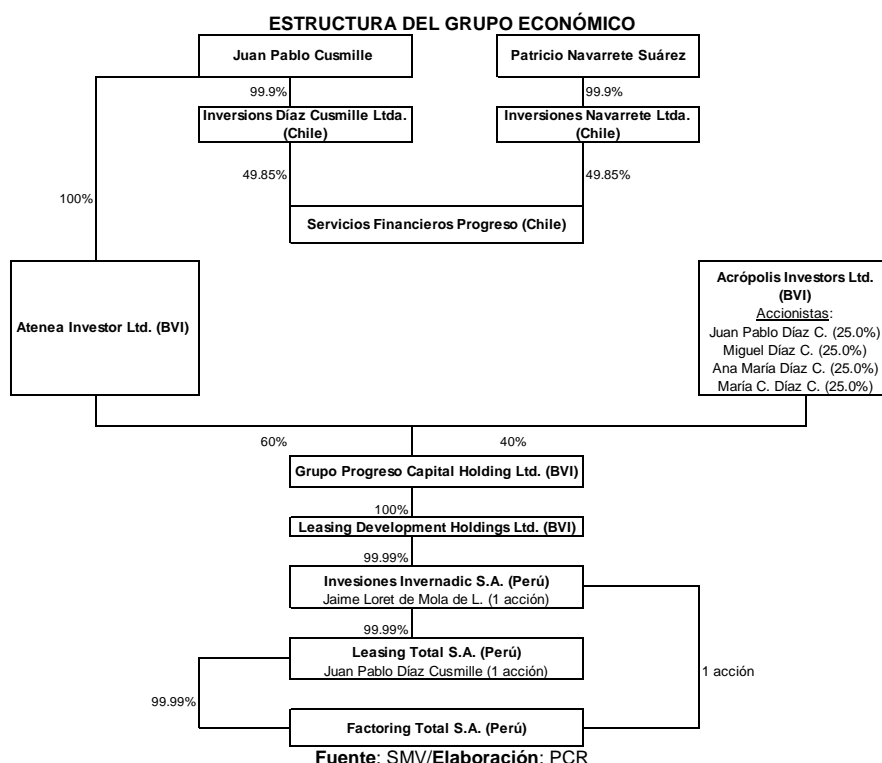 ESTRUCTURA DEL GRUPO ECONÓMICO
Juan Pablo Cusmille
Patricio Navarrete Suárez
99.9%
99.9%
Inversions Díaz Cusmille Ltda.
(Chile)
Inversiones Navarrete Ltda.
(Chile)
49.85%
49.85%
100%
Servicios Financieros Progreso (Chile)
Atenea Investor Ltd. (BVI)
Acrópolis Investors Ltd.
(BVI)
Accionistas:
Juan Pablo Díaz C. (25.0%)
Miguel Díaz C. (25.0%)
Ana María Díaz C. (25.0%)
María C. Díaz C. (25.0%)
60%
40%
Grupo Progreso Capital Holding Ltd. (BVI)
100%
Leasing Development Holdings Ltd. (BVI)
99.99%
Invesiones Invernadic S.A. (Perú)
Jaime Loret de Mola de L. (1 acción)
99.99%
Leasing Total S.A. (Perú)
Juan Pablo Díaz Cusmille (1 acción)
1 acción
99.99%
Factoring Total S.A. (Perú)
Fuente: SMV/Elaboración: PCR